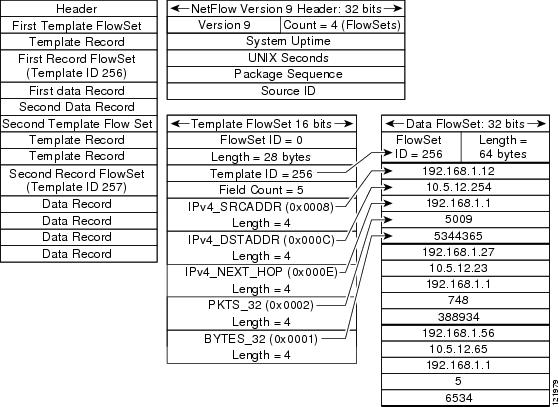 Header
First Template FlowSet
Template Record
First Record FlowSet
(Template ID 256)
First data Record
Second Data Record
Second Template Flow Set
Template Record
Template Record
Second Record FlowSet
(Template ID 257)
Data Record
Data Record
Data Record
Data Record
NetFlow Version 9 Header: 32 bits
Version 9
Count = 4 (FlowSets)
System Uptime
UNIX Seconds
Package Sequence
Source ID
Template FlowSet 16 bits
FlowSet ID = 0
Length = 28 bytes
Template ID = 256
Field Count = 5
IPv4_SRCADDR (0x0008)
Length = 4
IPv4_DSTADDR (0x000C)
Length = 4
IPv4_NEXT_HOP (0x000E)
Length = 4
PKTS_32 (0x0002)
Length = 4
BYTES_32 (0x0001)
Length = 4
Data FlowSet: 32 bits
FlowSet
ID = 256
Length =
64 bytes
192.168.1.12
10.5.12.254
192.168.1.1
5009
5344365
192.168.1.27
10.5.12.23
192.168.1.1
748
388934
192.168.1.56
10.5.12.65
192.168.1.1
5
6534
121979